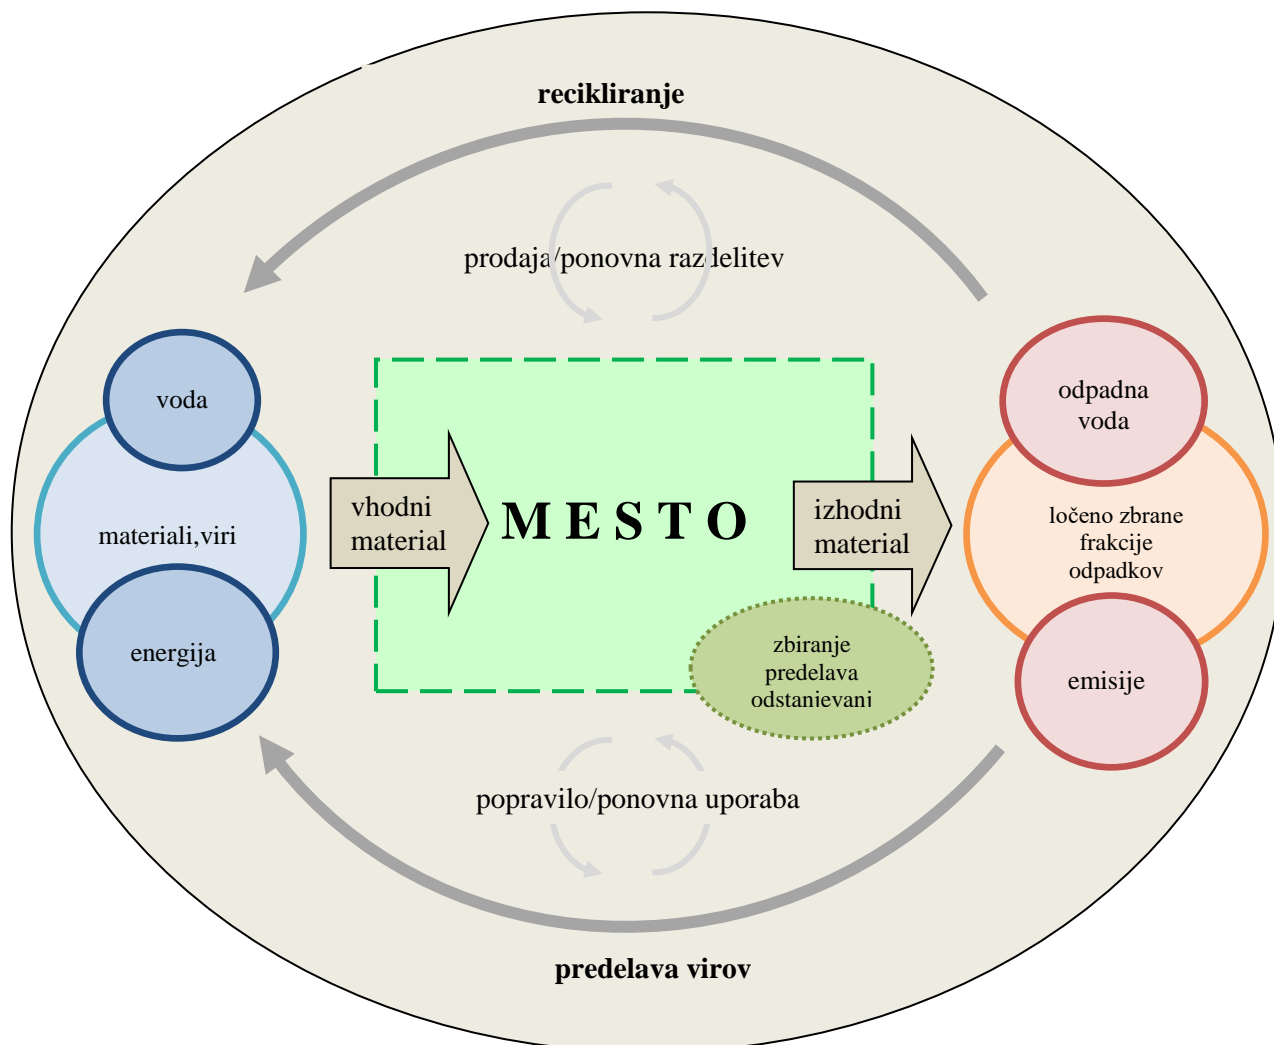 recikliranje
prodaja/ponovna razdelitev
voda
materiali,viri
energija
vhodni
material
M E S T O
izhodni
material
odpadna
voda
ločeno zbrane
frakcije
odpadkov
emisije
zbiranje
predelava
odstanjevanj
popravilo/ponovna uporaba
predelava virov